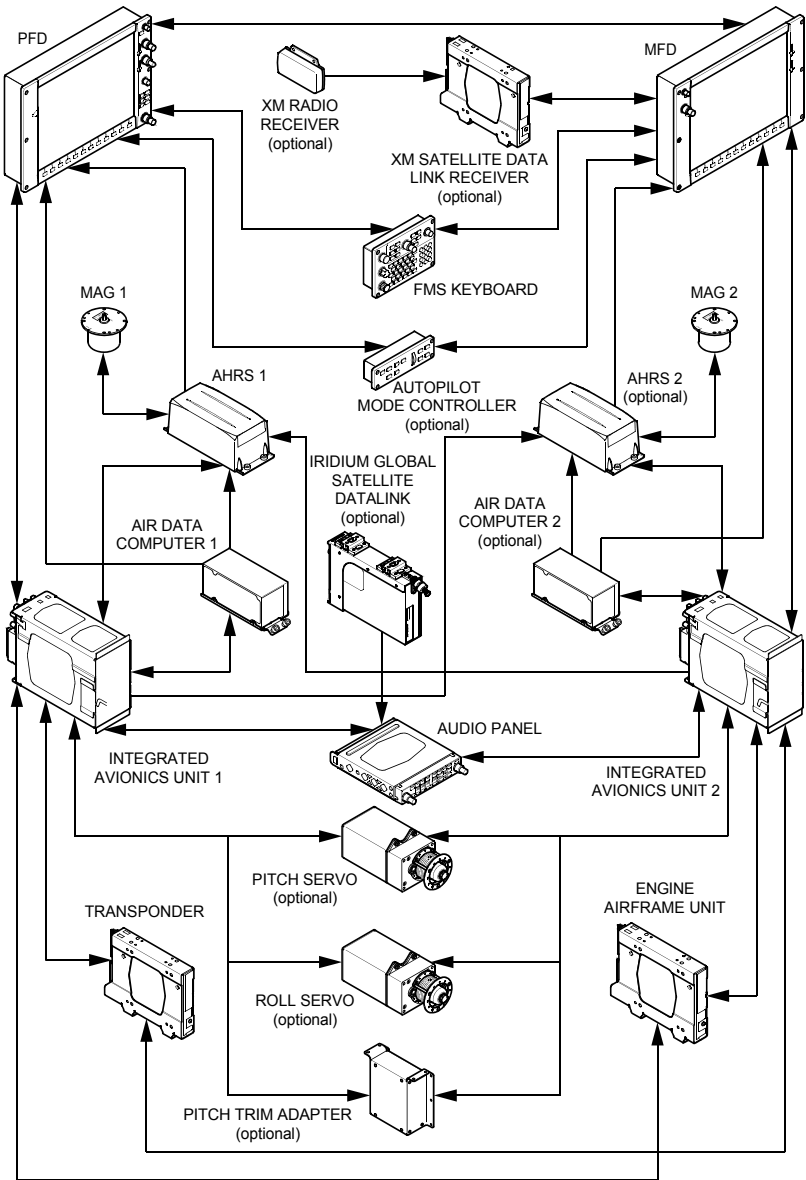 PFD
MFD
XM RADIO
RECEIVER
(optional)
XM SATELLITE DATA
LINK RECEIVER
(optional)
FMS KEYBOARD
MAG 1
MAG 2
AHRS 1
AUTOPILOT
MODE CONTROLLER
(optional)
AHRS 2
(optional)
IRIDIUM GLOBAL
SATELLITE
DATALINK
(optional)
AIR DATA
COMPUTER 1
AIR DATA
COMPUTER 2
(optional)
AUDIO PANEL
INTEGRATED
AVIONICS UNIT 1
INTEGRATED
AVIONICS UNIT 2
PITCH SERVO
(optional)
TRANSPONDER
ENGINE
AIRFRAME UNIT
ROLL SERVO
(optional)
PITCH TRIM ADAPTER
(optional)